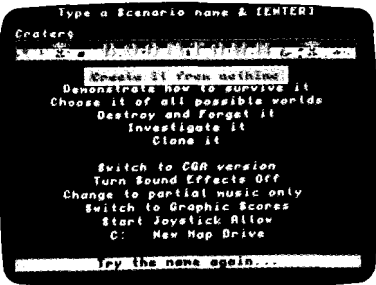 Type a Scenario name & [ENTER]
Craters
Create it from nothing
Demonstrate how to survive it
Choose it of all possible worlds
Destroy and Forget it
Investigate it
Clone it
Switch to CGA version
Turn Sound Effects Off
Change to partial music only
Switch to Graphic Scores
Start Joystick Allow
C: New Map Drive
Try the name again...